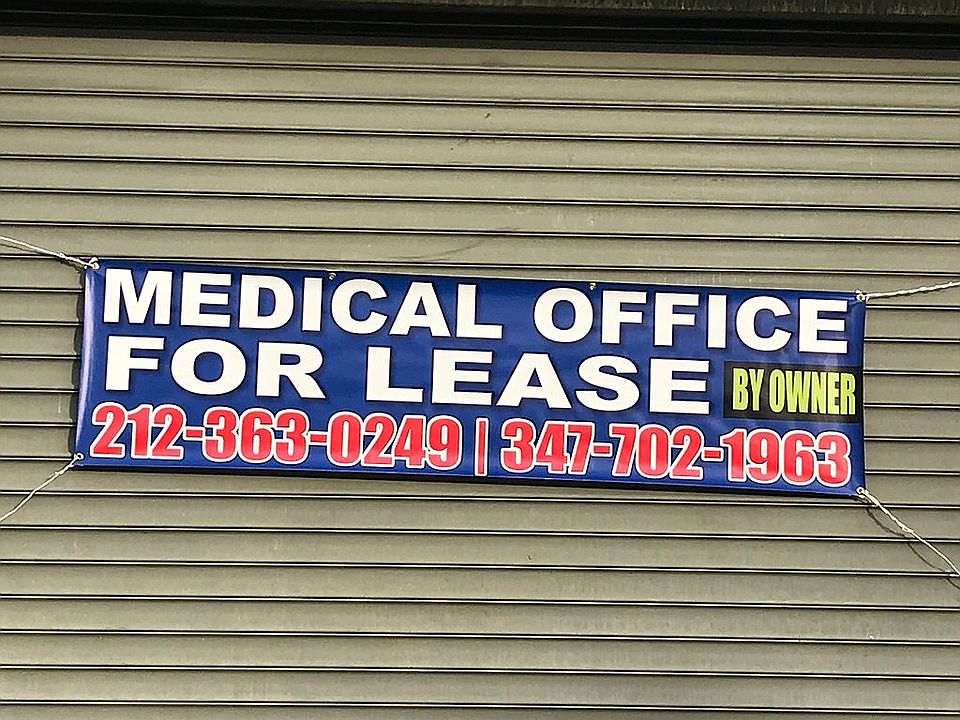 MEDICAL OFFICE
FOR LEASE BY OWNER
212-363-0249 | 347-702-1963